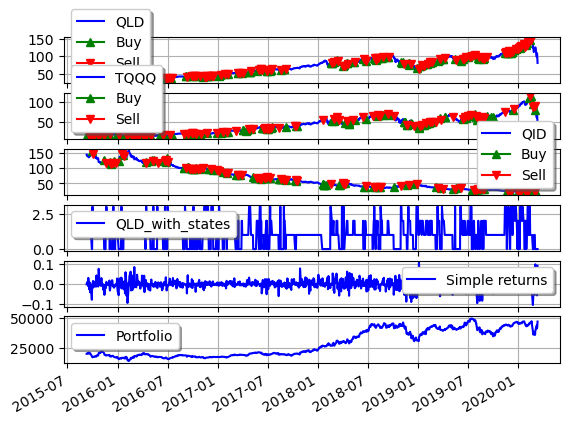 QLD
Buy
Sell
150
100
50
TQQQ
Buy
Sell
100
50
QID
Buy
Sell
150
100
50
QLD_with_states
2.5
0.0
Simple returns
0.1
0.0
−0.1
Portfolio
50000
25000
2015-07
2016-01
2016-07
2017-01
2017-07
2018-01
2018-07
2019-01
2019-07
2020-01